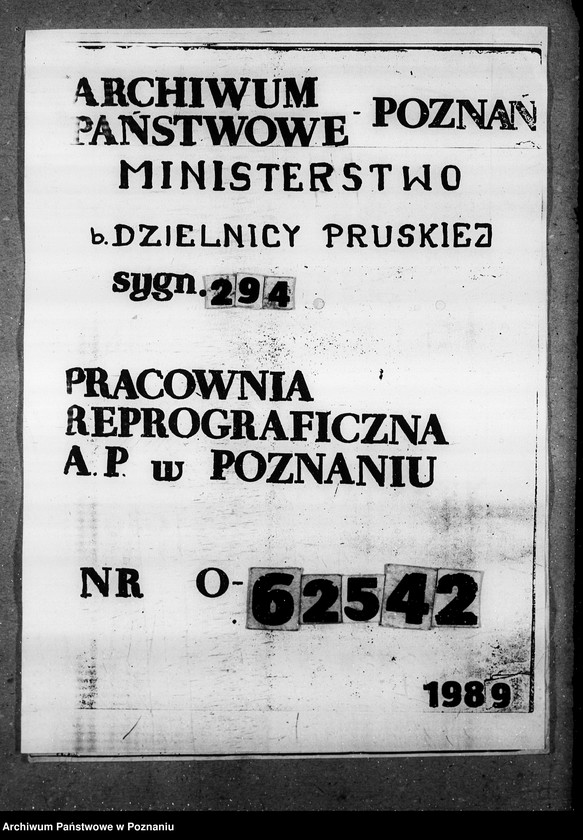 ARCHIWUM
PAŃSTWOWE - POZNAŃ
MINISTERSTWO
b. DZIELNICY PRUSKIEJ
sygn. 294
PRACOWNIA
REPROGRAFICZNA
A. P. w POZNANIU
NR O-62542
1989
Archiwum Państwowe w Poznaniu